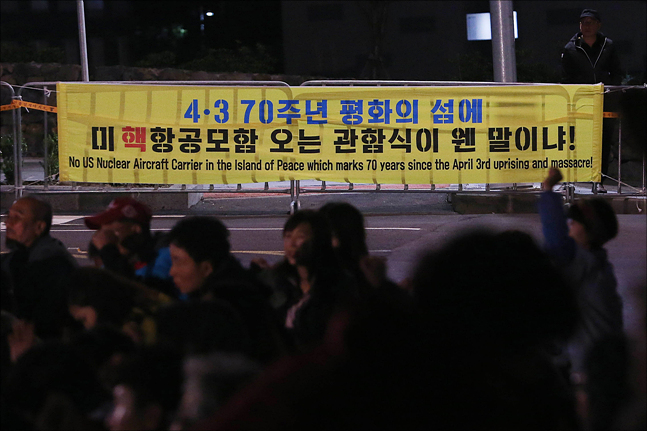 4·3 70주년 평화의 섬에
미 핵항공모함 오는 관함식이 웬 말이냐!
No US Nuclear Aircraft Carrier in the Island of Peace which marks 70 years since the April 3rd uprising and massacre!